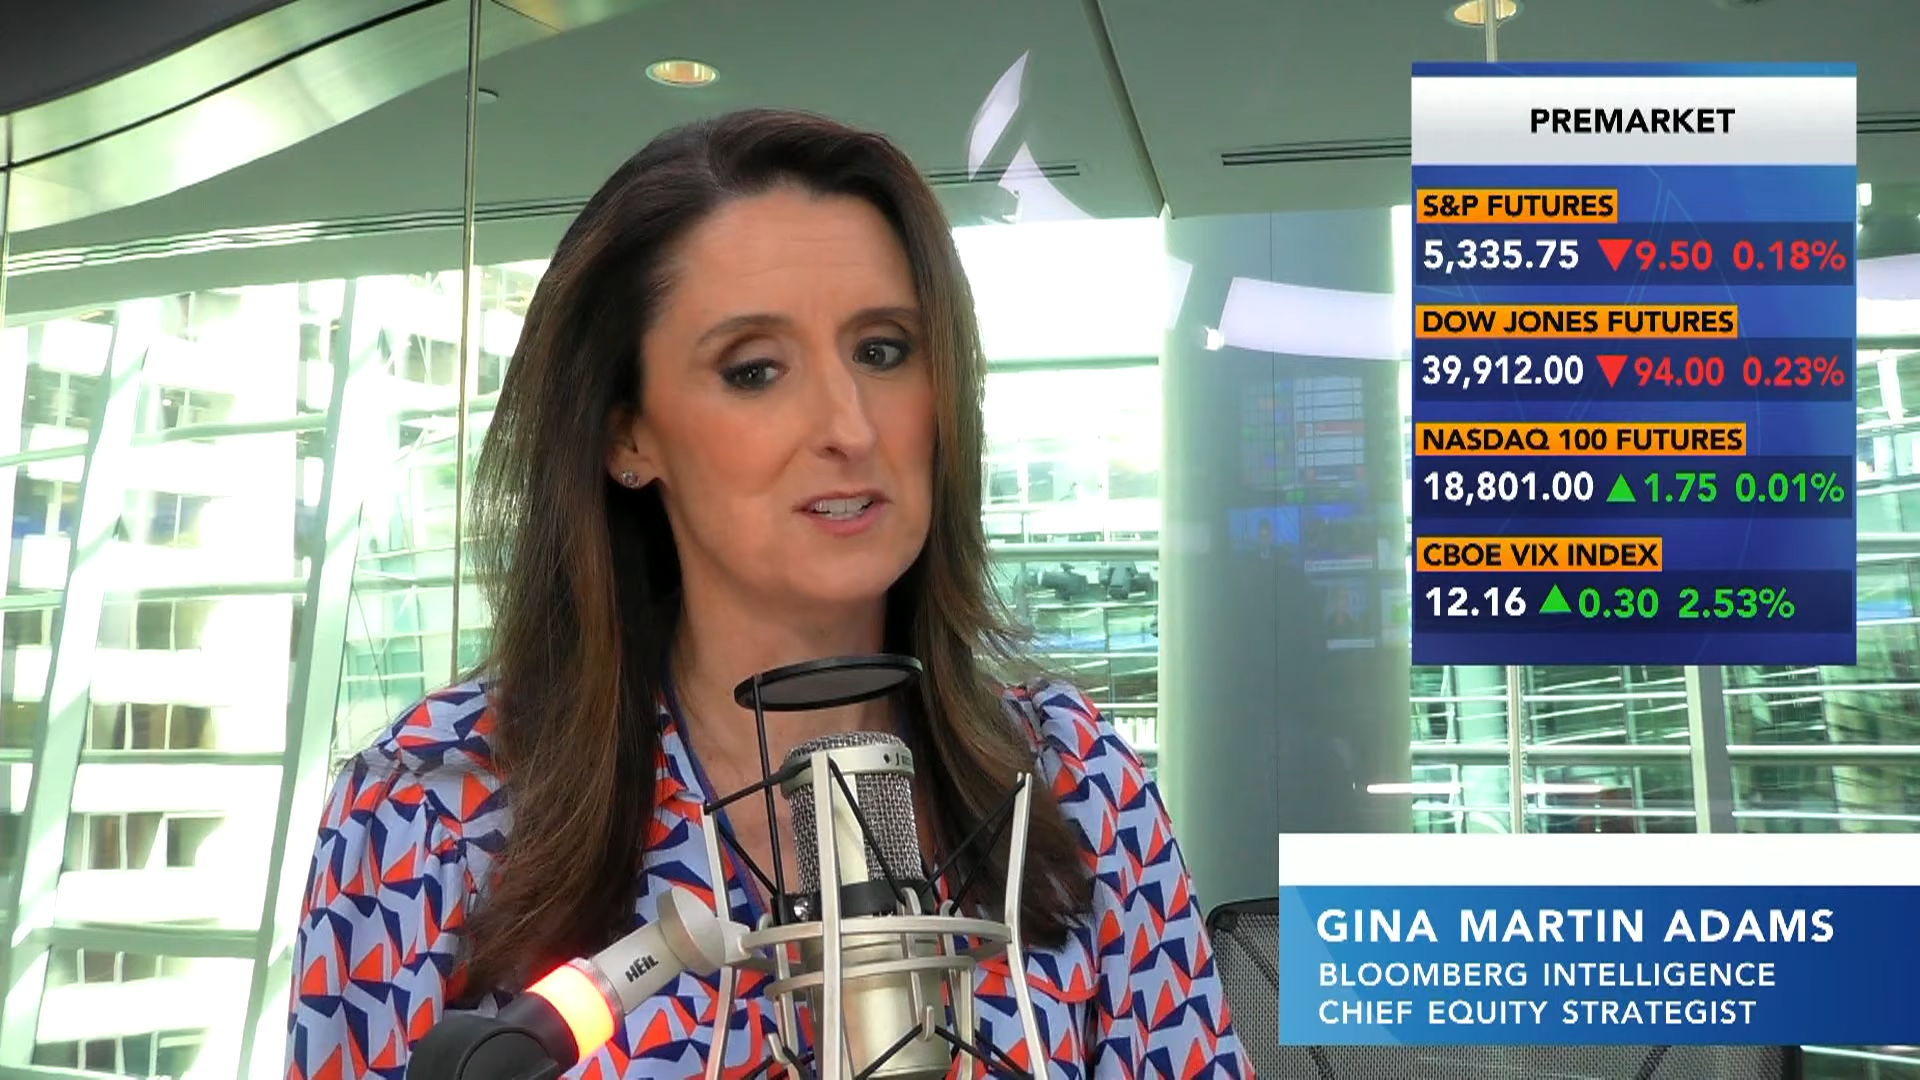 PREMARKET
S&P FUTURES
5,335.75 ▼9.50 0.18%
DOW JONES FUTURES
39,912.00 ▼94.00 0.23%
NASDAQ 100 FUTURES
18,801.00 ▲1.75 0.01%
CBOE VIX INDEX
12.16 ▲0.30 2.53%
HEIL
GINA MARTIN ADAMS
BLOOMBERG INTELLIGENCE
CHIEF EQUITY STRATEGIST